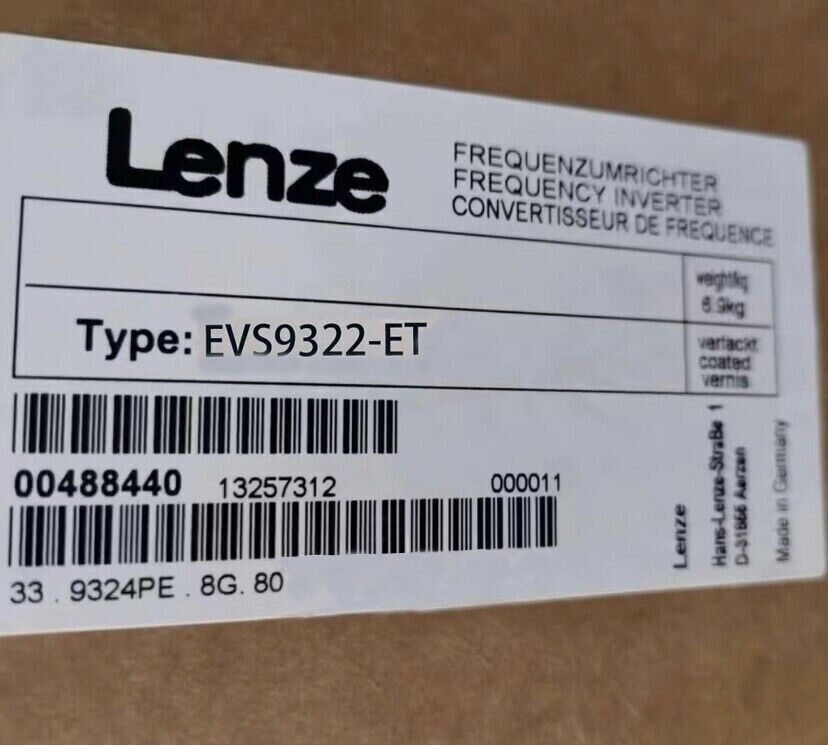 Lenze
FREQUENZUMRICHTER
FREQUENCY INVERTER
CONVERTISSEUR DE FREQUENCE
weight/kg
6.9kg
Type: EVS9322-ET
verlackt
coated
vernis
00488440 13257312 000011
33 . 9324PE . 8G. 80
Lenze
Hans-Lenze-Straße 1
D-31855 Aerzen
Made in Germany